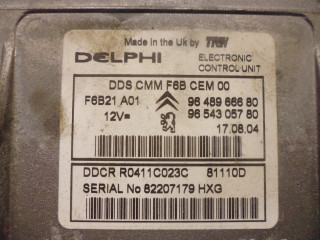 Made in the Uk by TRW
DELPHI ELECTRONIC CONTROL UNIT
DDS CMM F6B CEM 00
F6B21 A01 96 489 666 80
12V= 96 543 057 80
17.08.04
DDCR R0411C023C 81110D
SERIAL No 82207179 HXG